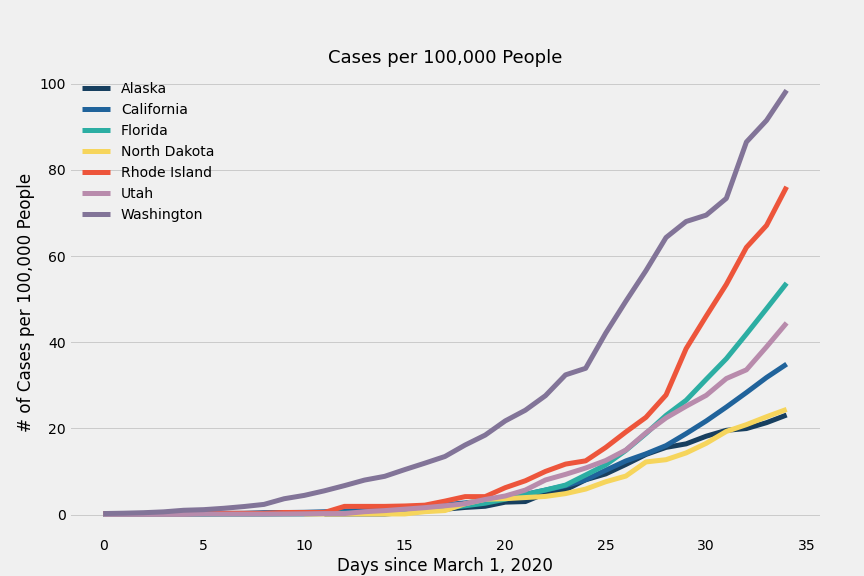 Cases per 100,000 People
100
80
60
40
20
0
# of Cases per 100,000 People
Alaska
California
Florida
North Dakota
Rhode Island
Utah
Washington
0 5 10 15 20 25 30 35
Days since March 1, 2020